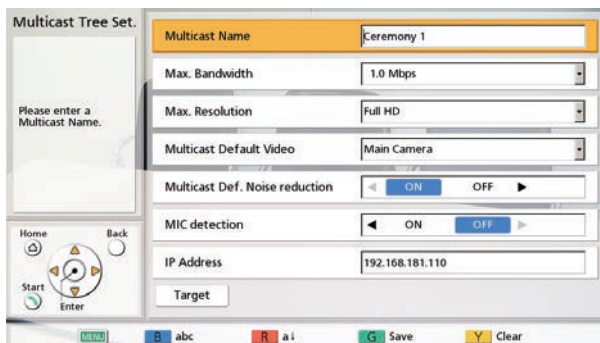 Multicast Tree Set.
Please enter a
Multicast Name.
Multicast Name Ceremony 1
Max. Bandwidth 1.0 Mbps
Max. Resolution Full HD
Multicast Default Video Main Camera
Multicast Def. Noise reduction ON OFF
MIC detection ON OFF
IP Address 192.168.181.110
Target
Home Back
Start
Enter
MENU B abc R a↓ G Save Y Clear